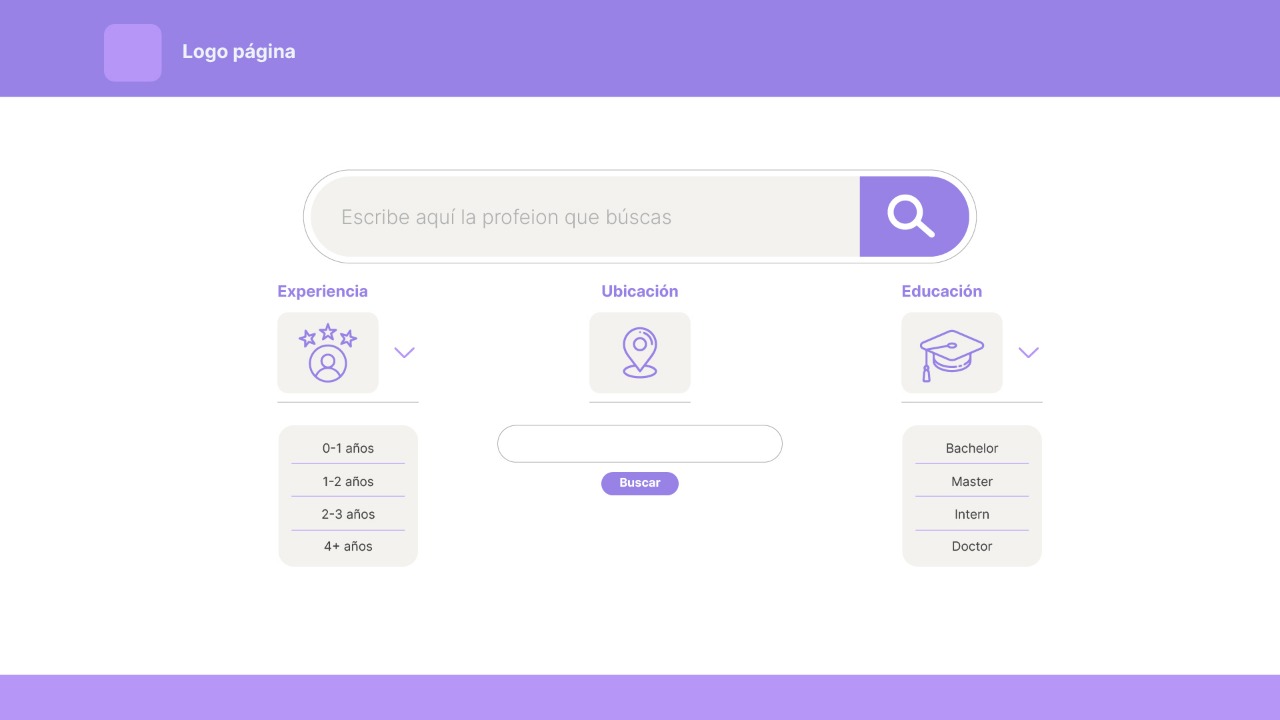 Logo página
Escribe aquí la profeion que búscas
Experiencia
Ubicación
Educación
0-1 años
1-2 años
2-3 años
4+ años
Buscar
Bachelor
Master
Intern
Doctor